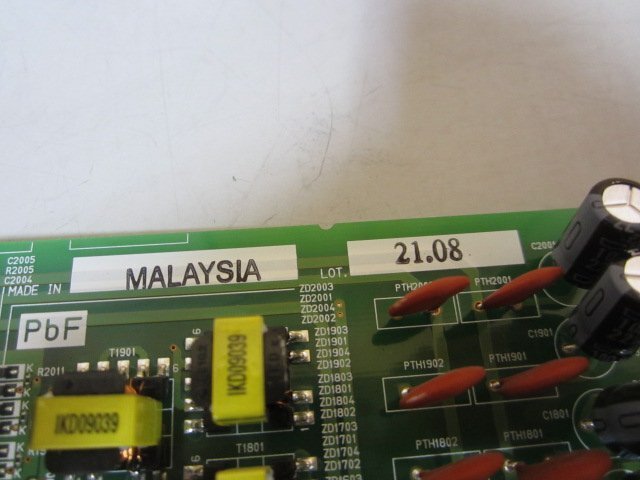 C2005
R2005
C2004
MADE IN MALAYSIA
LOT. 21.08
PbF
ZD2003
ZD2001
ZD2004
ZD2002
ZD1903
ZD1901
ZD1904
ZD1902
ZD1803
ZD1801
ZD1804
ZD1802
ZD1703
ZD1701
ZD1704
ZD1702
PTH2001
C1901
PTH1902
PTH1901
C1801
PTH1802
PTH1801
R2011
T1901
6
6
K
K
K
K
IKD09039
IKD09039
T1801